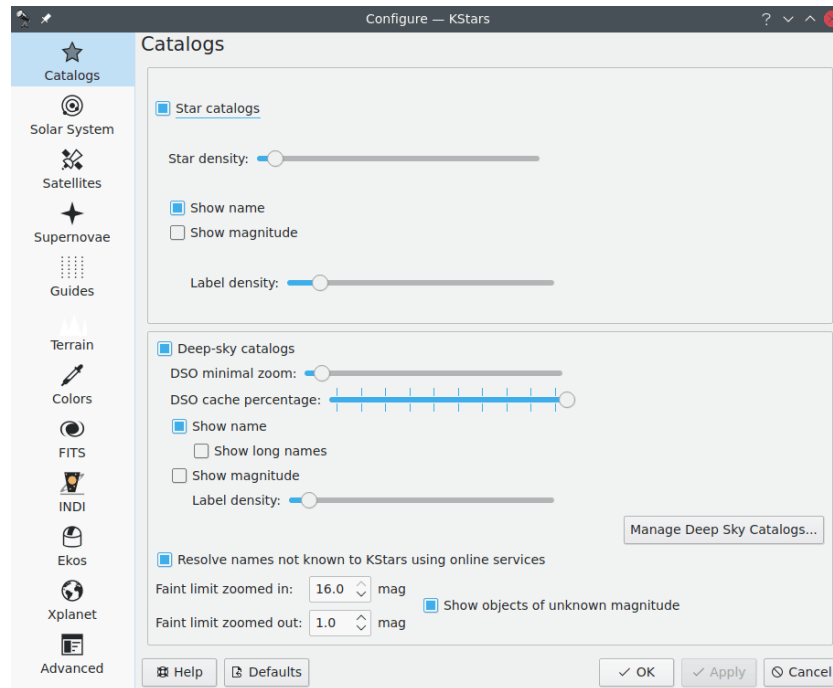 Configure — KStars
Catalogs
Catalogs
Solar System
Satellites
Supernovae
Guides
Terrain
Colors
FITS
INDI
Ekos
Xplanet
Advanced
Star catalogs
Star density:
Show name
Show magnitude
Label density:
Deep-sky catalogs
DSO minimal zoom:
DSO cache percentage:
Show name
Show long names
Show magnitude
Label density:
Manage Deep Sky Catalogs...
Resolve names not known to KStars using online services
Faint limit zoomed in: 16.0 mag
Show objects of unknown magnitude
Faint limit zoomed out: 1.0 mag
Help Defaults OK Apply Cancel